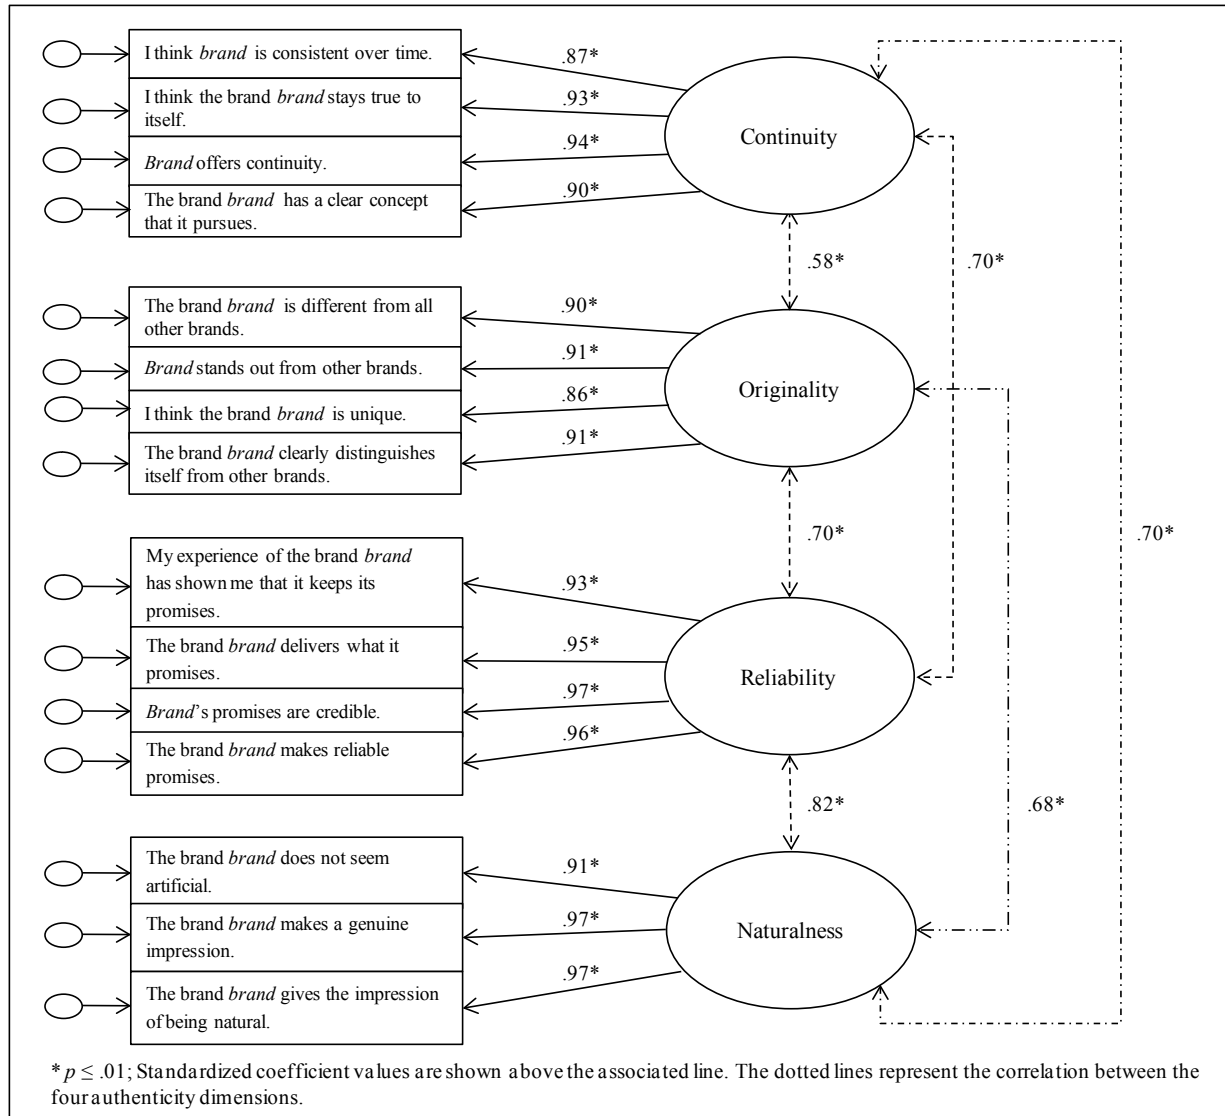 I think brand is consistent over time.
.87*
I think the brand brand stays true to
itself.
.93*
Brand offers continuity.
.94*
The brand brand has a clear concept
that it pursues.
.90*
Continuity
.58*
.70*
The brand brand is different from all
other brands.
.90*
Brand stands out from other brands.
.91*
I think the brand brand is unique.
.86*
The brand brand clearly distinguishes
itself from other brands.
.91*
Originality
.70*
.70*
My experience of the brand brand
has shown me that it keeps its
promises.
.93*
The brand brand delivers what it
promises.
.95*
Brand's promises are credible.
.97*
The brand brand makes reliable
promises.
.96*
Reliability
.82*
.68*
The brand brand does not seem
artificial.
.91*
The brand brand makes a genuine
impression.
.97*
The brand brand gives the impression
of being natural.
.97*
Naturalness
* p ≤ .01; Standardized coefficient values are shown above the associated line. The dotted lines represent the correlation between the
four authenticity dimensions.